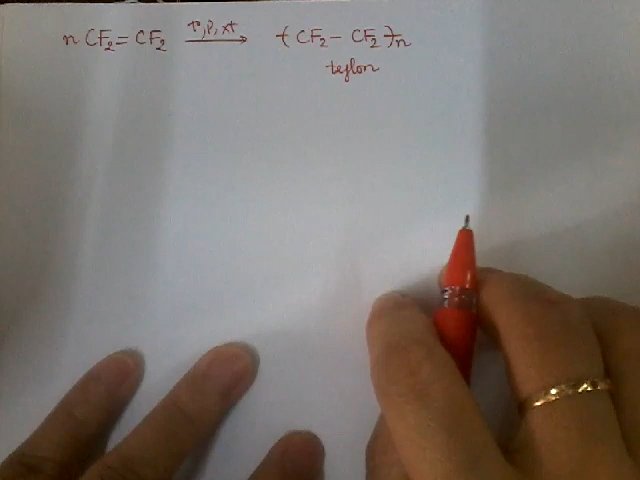 n CF₂ = CF₂ t°, P, xt → -(CF₂ - CF₂)-n
teflon